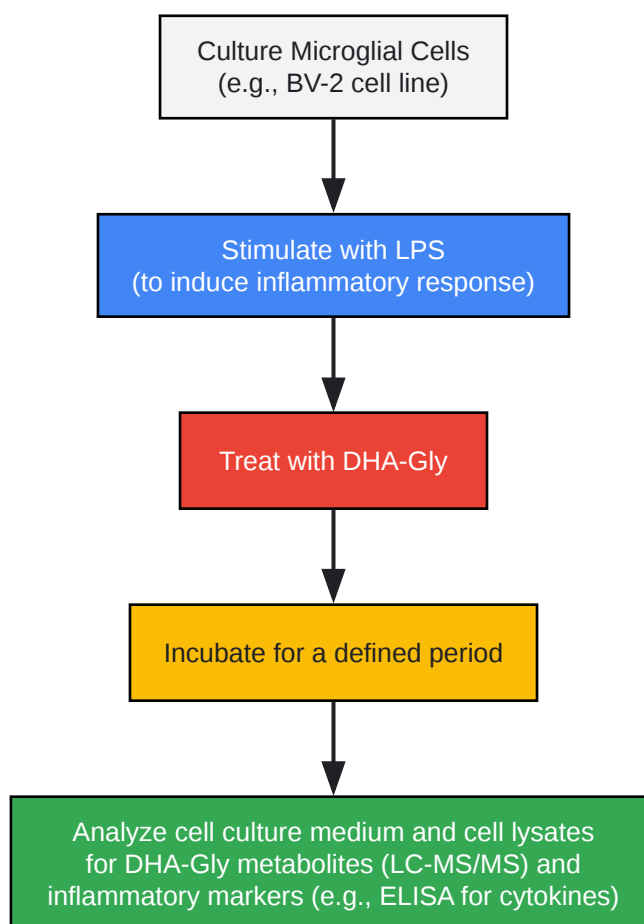 Culture Microglial Cells
(e.g., BV-2 cell line)
Stimulate with LPS
(to induce inflammatory response)
Treat with DHA-Gly
Incubate for a defined period
Analyze cell culture medium and cell lysates
for DHA-Gly metabolites (LC-MS/MS) and
inflammatory markers (e.g., ELISA for cytokines)